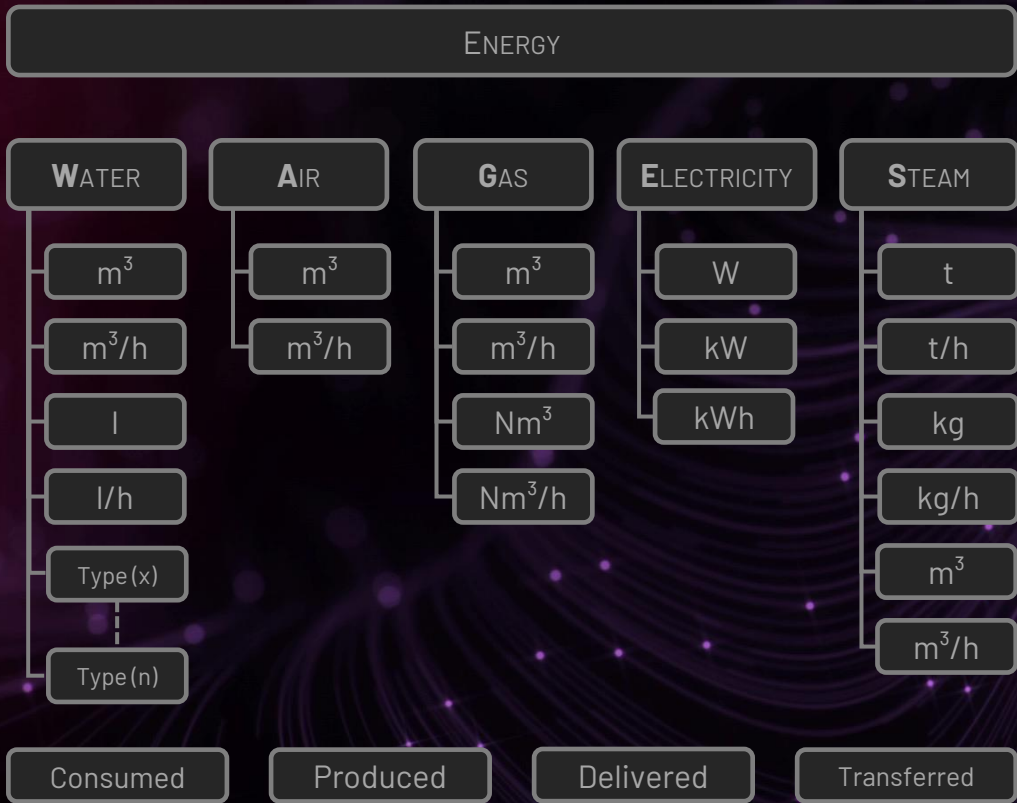 ENERGY
WATER
m³
m³/h
l
l/h
Type (x)
Type (n)
AIR
m³
m³/h
GAS
m³
m³/h
Nm³
Nm³/h
ELECTRICITY
W
kW
kWh
STEAM
t
t/h
kg
kg/h
m³
m³/h
Consumed
Produced
Delivered
Transferred